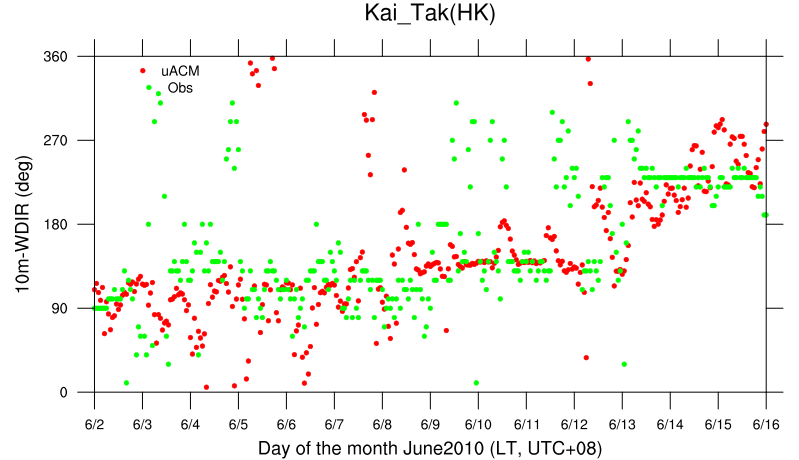 Kai_Tak(HK)
360
270
180
90
0
10m-WDIR (deg)
uACM
Obs
6/2 6/3 6/4 6/5 6/6 6/7 6/8 6/9 6/10 6/11 6/12 6/13 6/14 6/15 6/16
Day of the month June2010 (LT, UTC+08)